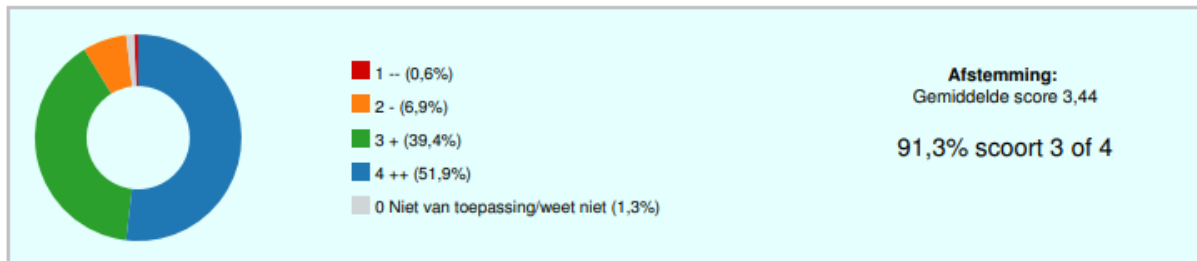 1 -- (0,6%)
2 - (6,9%)
3 + (39,4%)
4 ++ (51,9%)
0 Niet van toepassing/weet niet (1,3%)
Afstemming:
Gemiddelde score 3,44
91,3% scoort 3 of 4